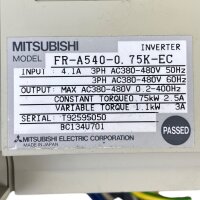 MITSUBISHI
INVERTER
MODEL FR-A540-0.75K-EC
INPUT : 4.1A 3PH AC380-480V 50Hz
3PH AC380-480V 60Hz
OUTPUT: MAX AC380-480V 0.2-400Hz
CONSTANT TORQUE 0.75kW 2.5A
VARIABLE TORQUE 1.1kW 3A
SERIAL: T92595050
BC134U701
PASSED
MITSUBISHI ELECTRIC CORPORATION
MADE IN JAPAN